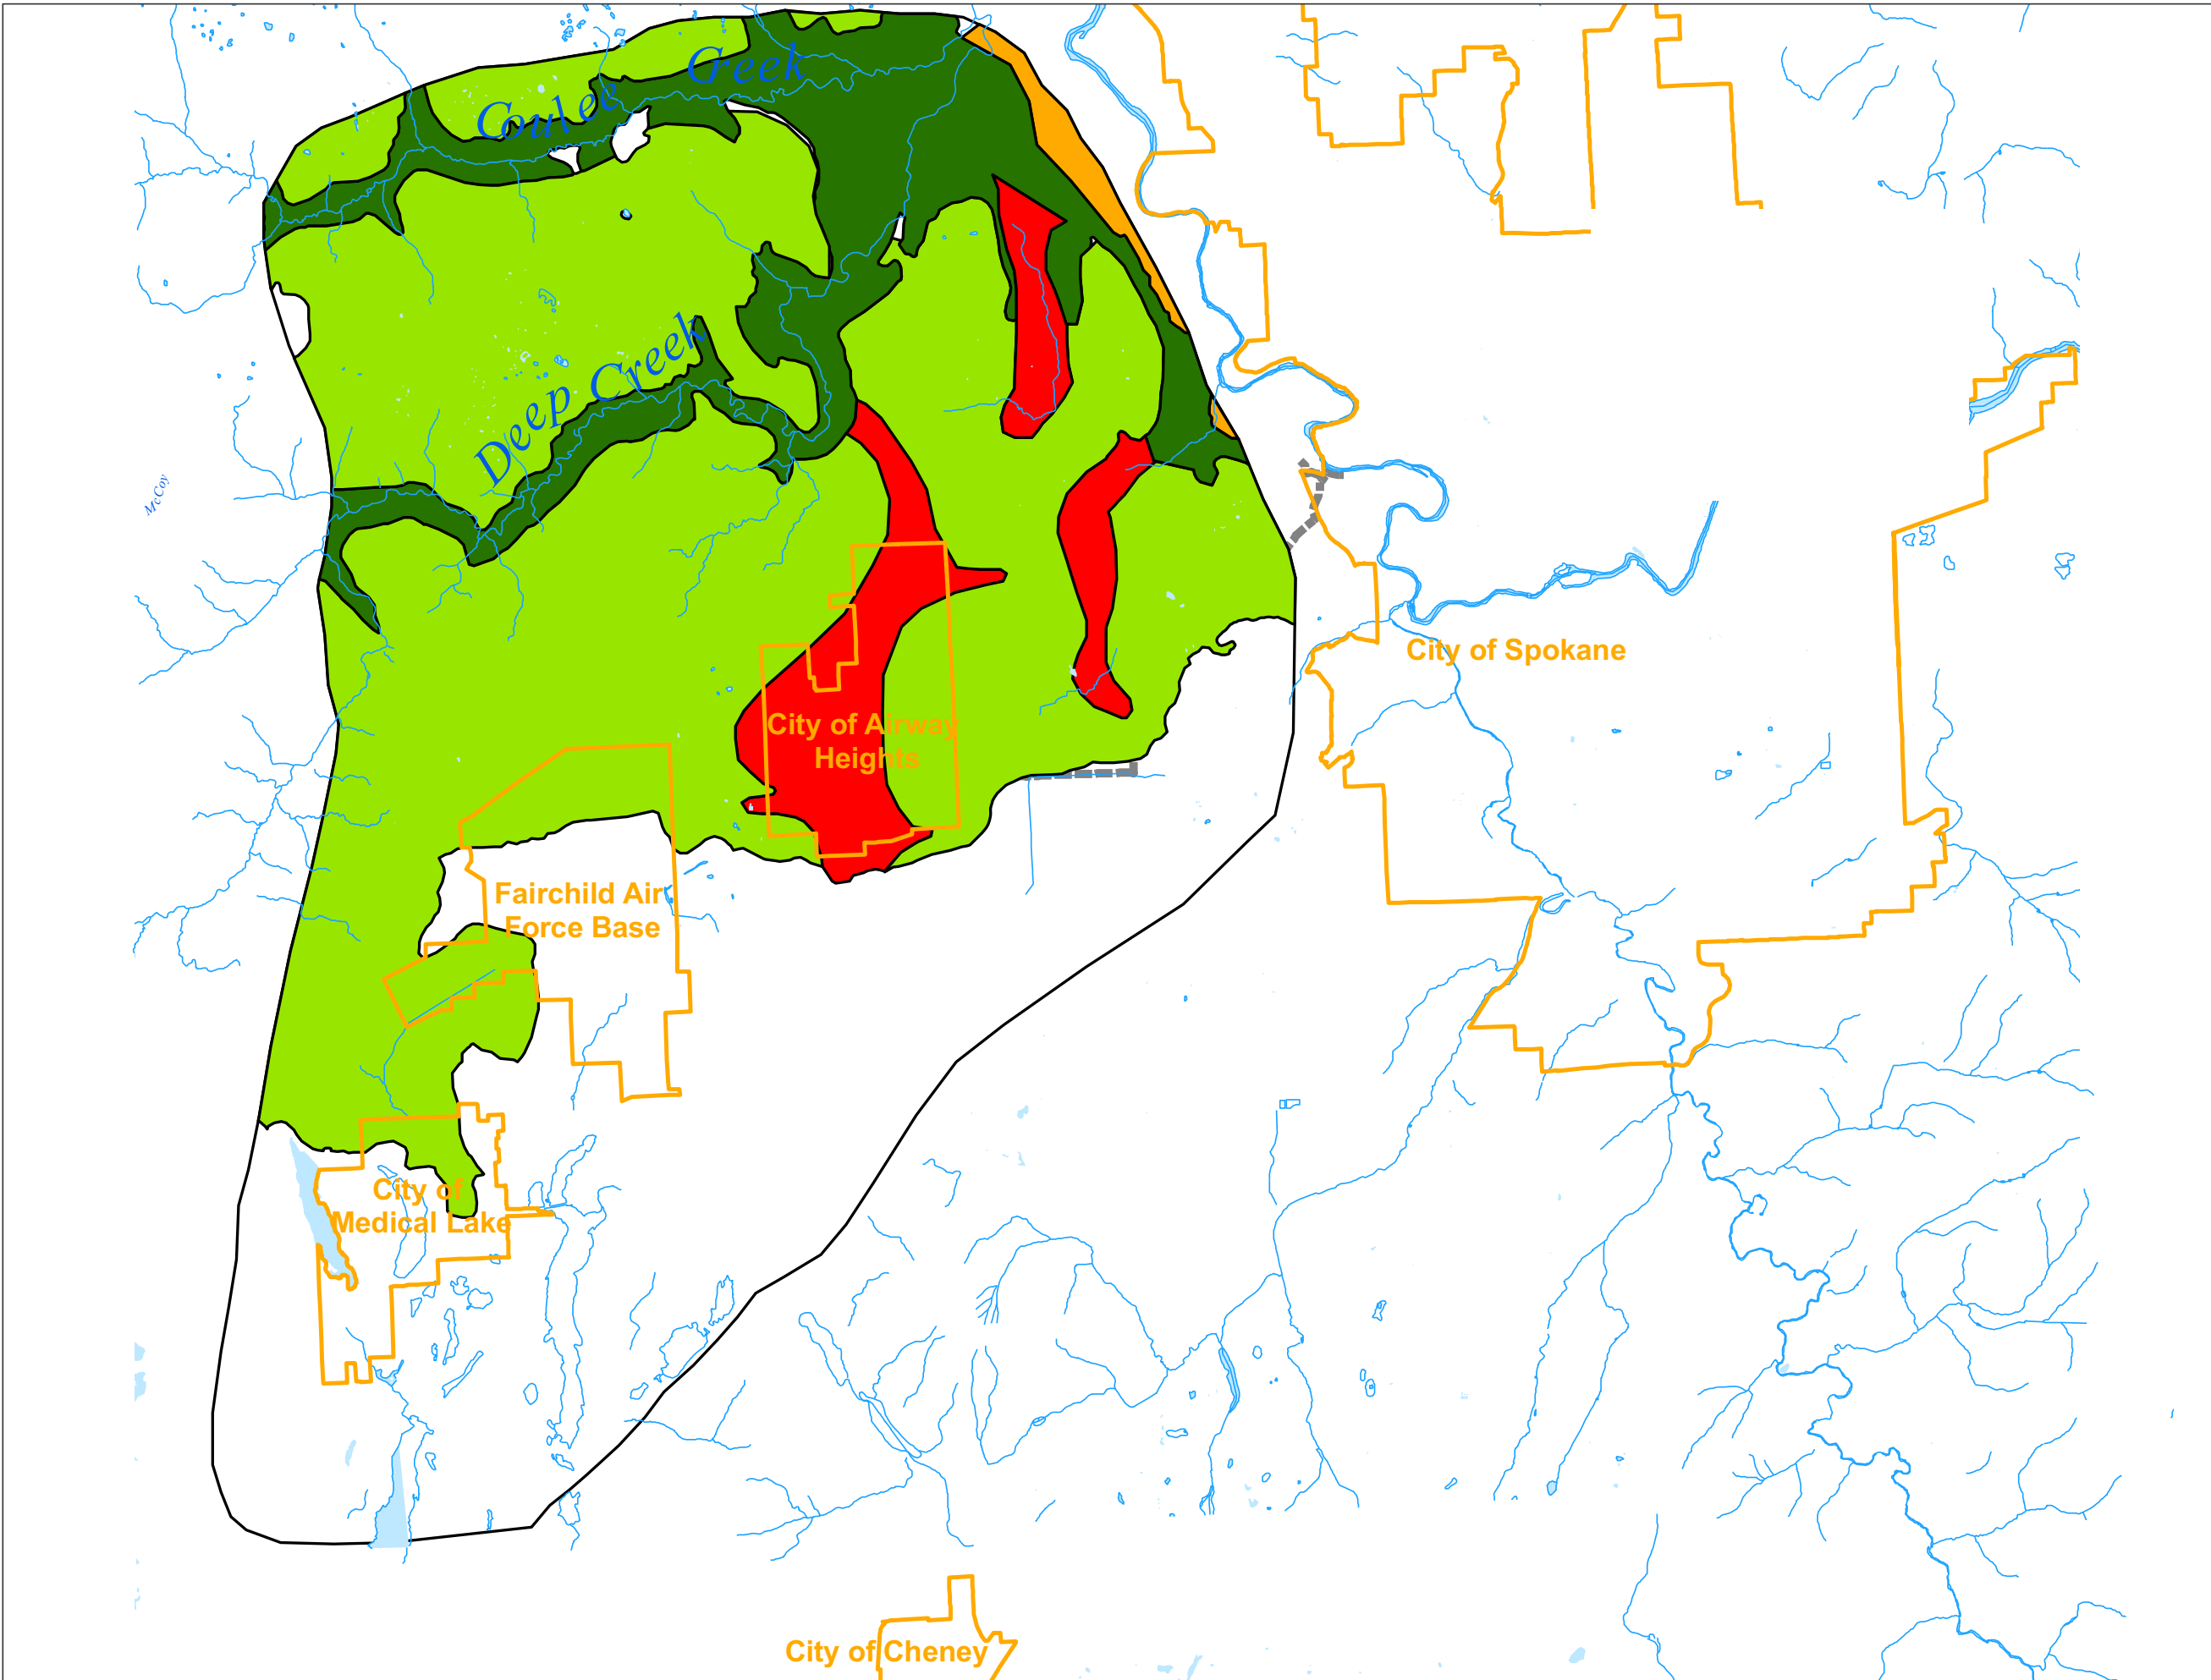 Coulee Creek
Deep Creek
McCoy
City of Spokane
City of Airway
Heights
Fairchild Air
Force Base
City of
Medical Lake
City of Cheney